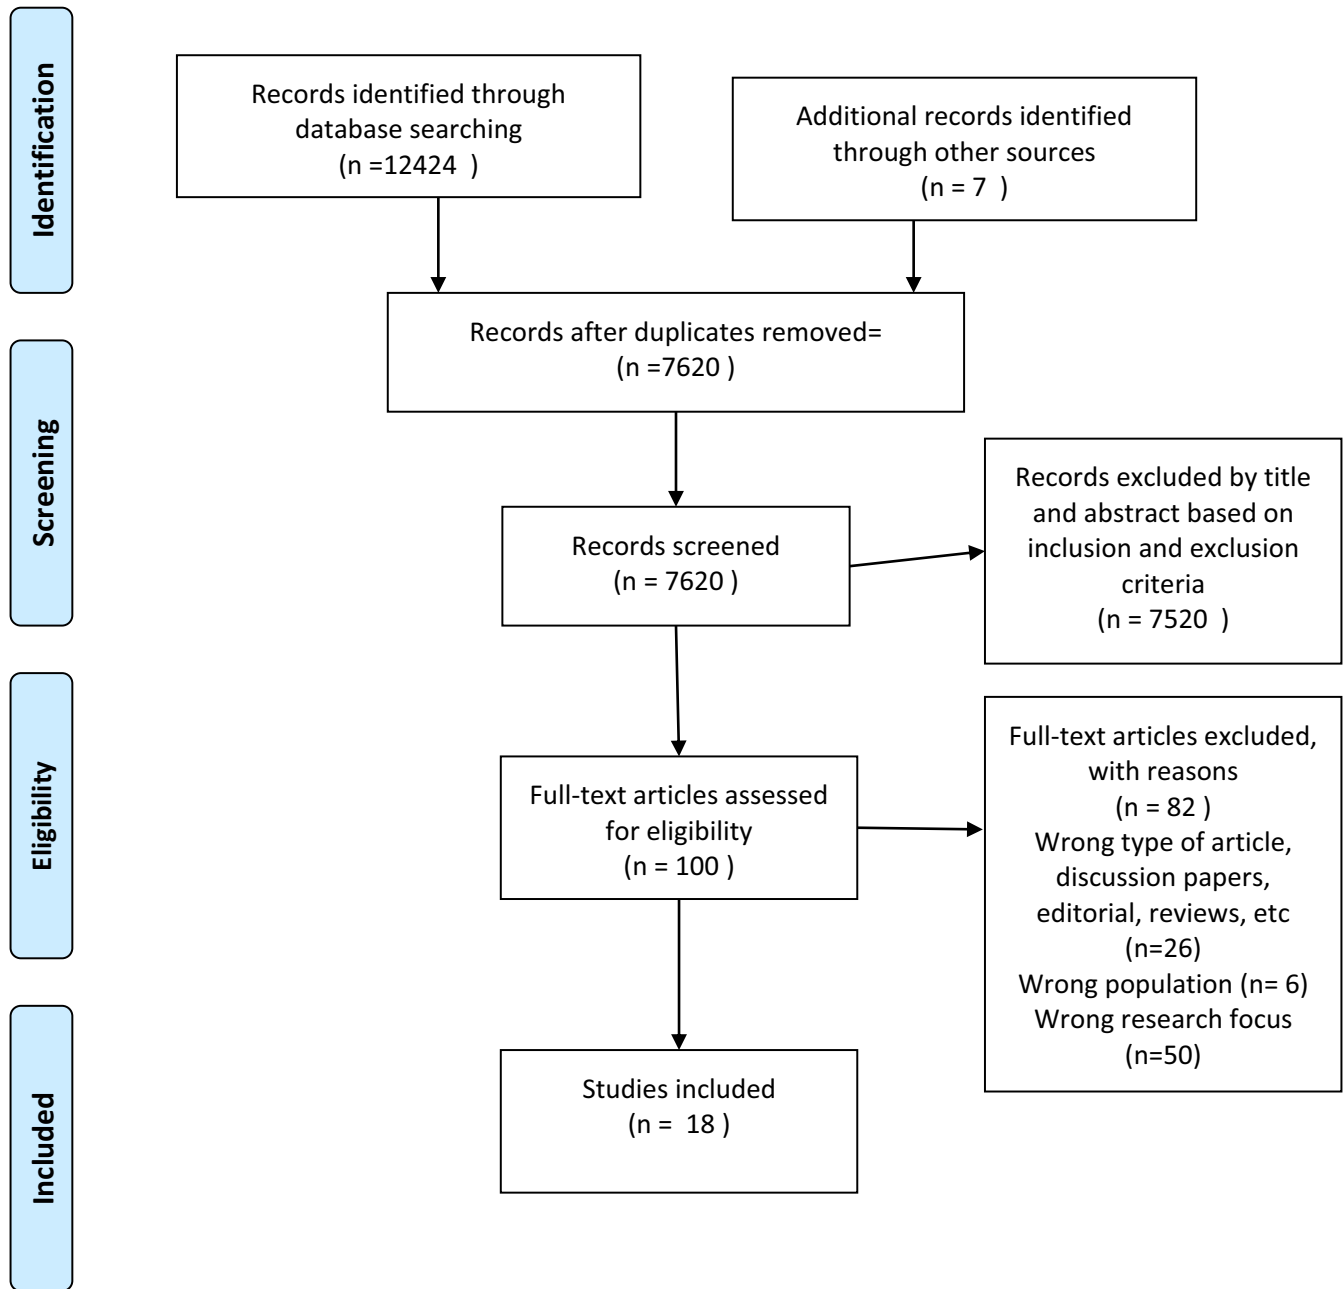 Identification
Records identified through
database searching
(n =12424  )
Additional records identified
through other sources
(n = 7  )
Records after duplicates removed=
(n =7620 )
Screening
Records screened
(n = 7620 )
Records excluded by title
and abstract based on
inclusion and exclusion
criteria
(n = 7520  )
Eligibility
Full-text articles assessed
for eligibility
(n = 100 )
Full-text articles excluded,
with reasons
(n = 82 )
Wrong type of article,
discussion papers,
editorial, reviews, etc
(n=26)
Wrong population (n= 6)
Wrong research focus
(n=50)
Included
Studies included
(n =  18 )